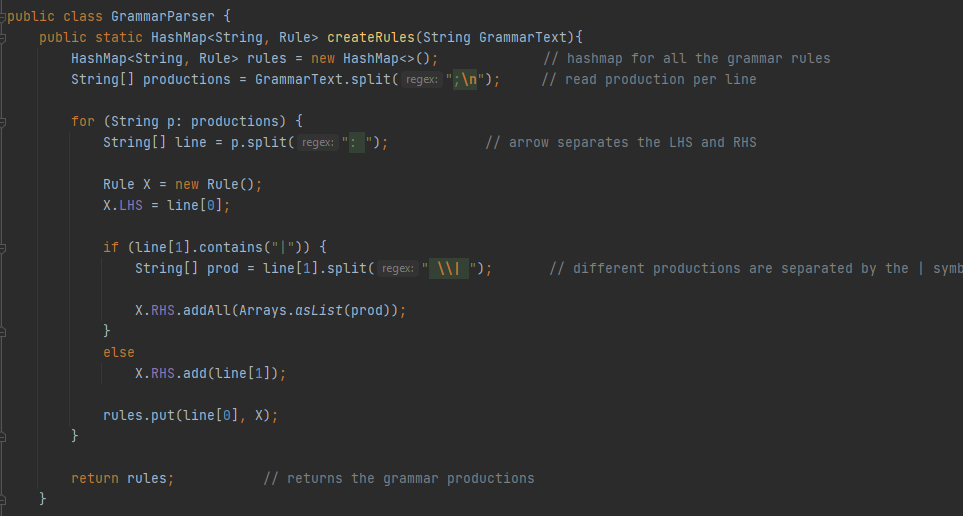 public class GrammarParser {
public static HashMap<String, Rule> createRules(String GrammarText){
HashMap<String, Rule> rules = new HashMap<>(); // hashmap for all the grammar rules
String[] productions = GrammarText.split( regex: ";\n"); // read production per line
for (String p: productions) {
String[] line = p.split( regex: ": "); // arrow separates the LHS and RHS
Rule X = new Rule();
X.LHS = line[0];
if (line[1].contains("|")) {
String[] prod = line[1].split( regex: " \\| "); // different productions are separated by the | symb
X.RHS.addAll(Arrays.asList(prod));
}
else
X.RHS.add(line[1]);
rules.put(line[0], X);
}
return rules; // returns the grammar productions
}